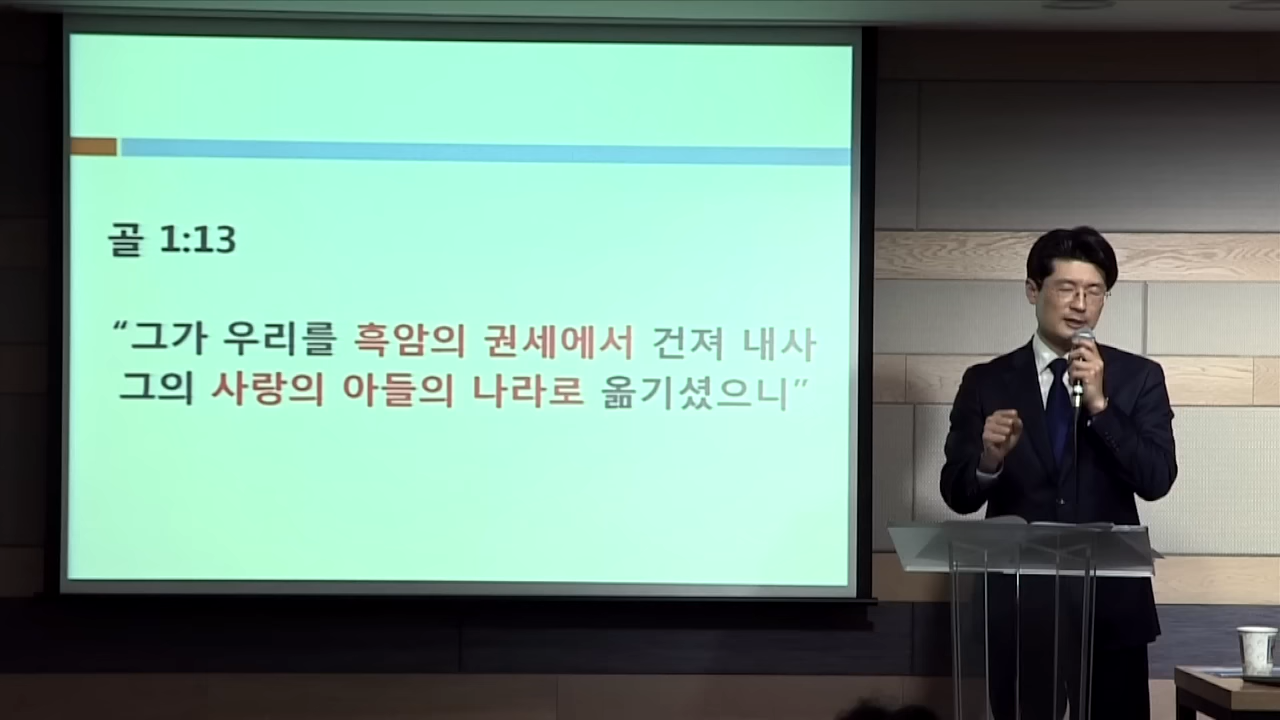 골 1:13
“그가 우리를 흑암의 권세에서 건져 내사
그의 사랑의 아들의 나라로 옮기셨으니”